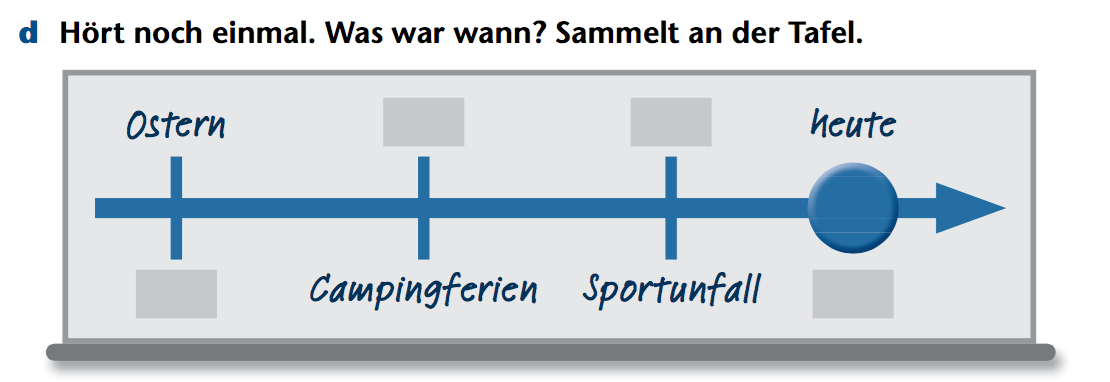 d Hört noch einmal. Was war wann? Sammelt an der Tafel.
Ostern heute
Campingferien Sportunfall